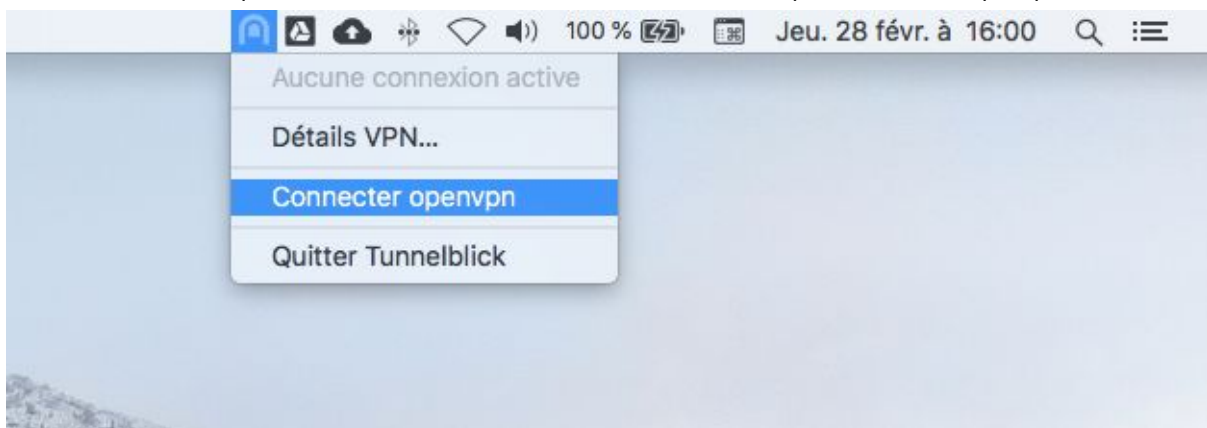 100 % Jeu. 28 févr. à 16:00
Aucune connexion active
Détails VPN...
Connecter openvpn
Quitter Tunnelblick